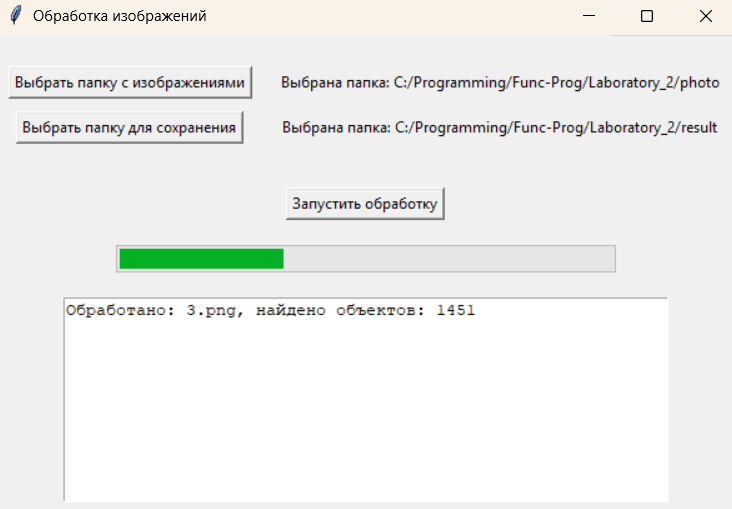 Обработка изображений
Выбрать папку с изображениями Выбрана папка: C:/Programming/Func-Prog/Laboratory_2/photo
Выбрать папку для сохранения Выбрана папка: C:/Programming/Func-Prog/Laboratory_2/result
Запустить обработку
Обработано: 3.png, найдено объектов: 1451